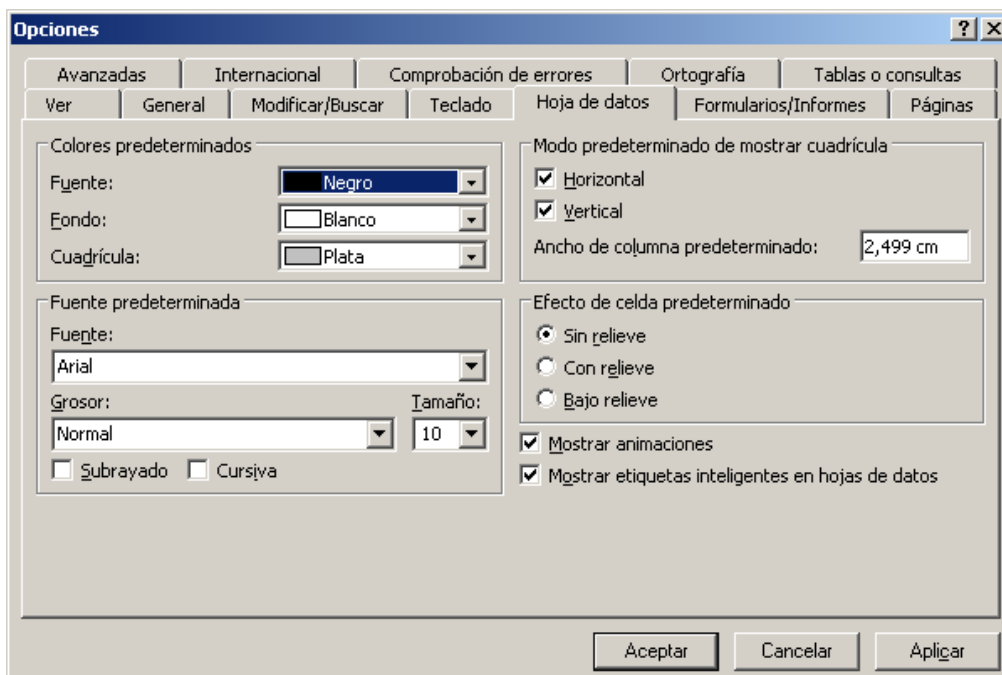 Opciones
Avanzadas Internacional Comprobación de errores Ortografía Tablas o consultas
Ver General Modificar/Buscar Teclado Hoja de datos Formularios/Informes Páginas
Colores predeterminados
Fuente: Negro
Fondo: Blanco
Cuadrícula: Plata
Fuente predeterminada
Fuente:
Arial
Grosor: Tamaño:
Normal 10
Subrayado Cursiva
Modo predeterminado de mostrar cuadrícula
Horizontal
Vertical
Ancho de columna predeterminado: 2,499 cm
Efecto de celda predeterminado
Sin relieve
Con relieve
Bajo relieve
Mostrar animaciones
Mostrar etiquetas inteligentes en hojas de datos
Aceptar Cancelar Aplicar